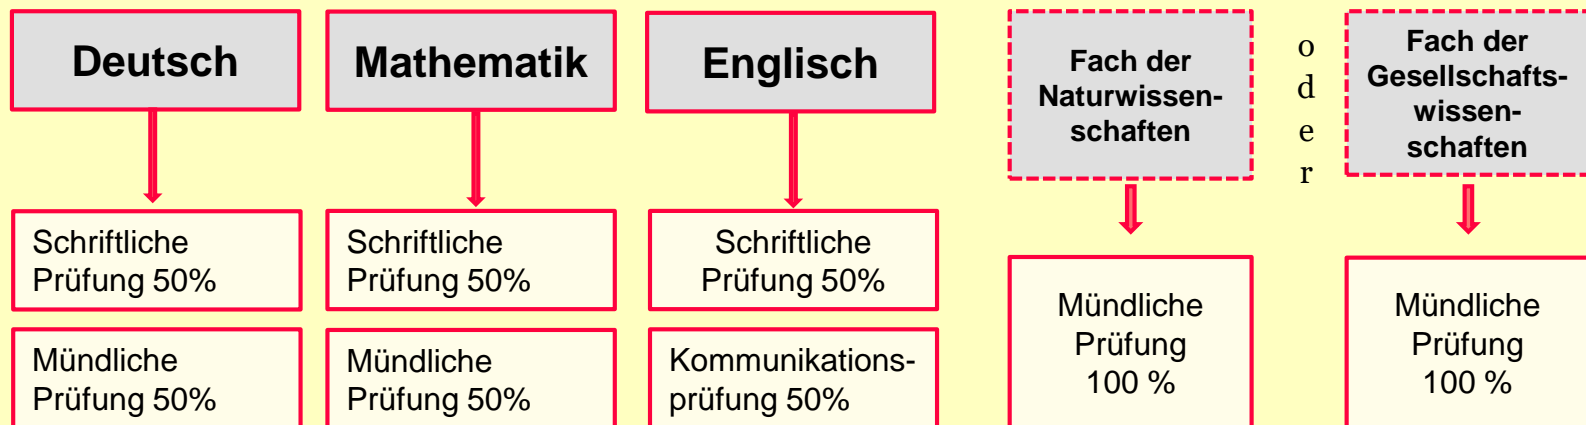 Deutsch
Schriftliche
Prüfung 50%
Mündliche
Prüfung 50%
Mathematik
Schriftliche
Prüfung 50%
Mündliche
Prüfung 50%
Englisch
Schriftliche
Prüfung 50%
Kommunikations-
prüfung 50%
Fach der
Naturwissen-
schaften
Mündliche
Prüfung
100 %
o
d
e
r
Fach der
Gesellschafts-
wissen-
schaften
Mündliche
Prüfung
100 %